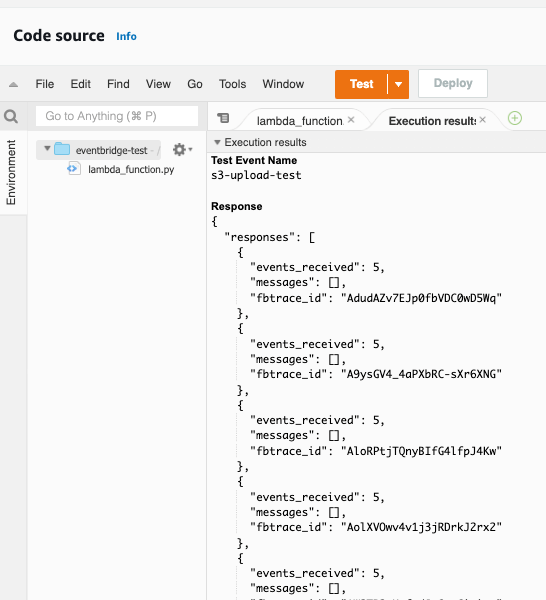 Code source Info
File Edit Find View Go Tools Window Test Deploy
Go to Anything (⌘ P)
lambda_function. Execution results
Environment
eventbridge-test - /
lambda_function.py
Execution results
Test Event Name
s3-upload-test
Response
{
"responses": [
{
"events_received": 5,
"messages": [],
"fbtrace_id": "AdudAZv7EJp0fbVDC0wD5Wq"
},
{
"events_received": 5,
"messages": [],
"fbtrace_id": "A9ysGV4_4aPXbRC-sXr6XNG"
},
{
"events_received": 5,
"messages": [],
"fbtrace_id": "AloRPtjTQnyBIfG4lfpJ4Kw"
},
{
"events_received": 5,
"messages": [],
"fbtrace_id": "AolXVOwv4v1j3jRDrkJ2rx2"
},
{
"events_received": 5,
"messages": [],